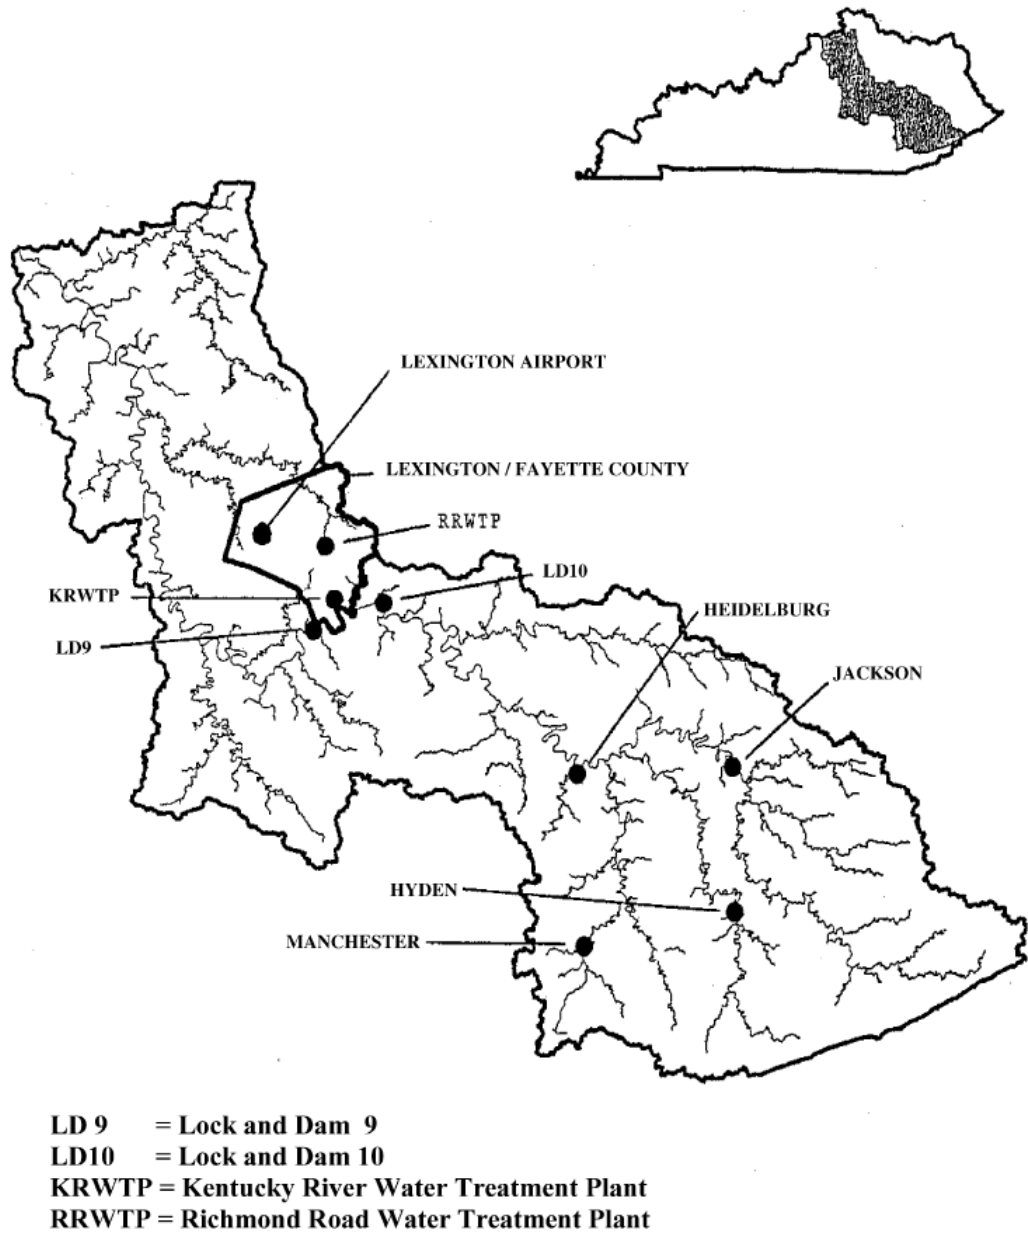 LEXINGTON AIRPORT
LEXINGTON / FAYETTE COUNTY
RRWTP
LD10
KRWTP
HEIDELBURG
LD9
JACKSON
HYDEN
MANCHESTER
LD 9 = Lock and Dam 9
LD10 = Lock and Dam 10
KRWTP = Kentucky River Water Treatment Plant
RRWTP = Richmond Road Water Treatment Plant